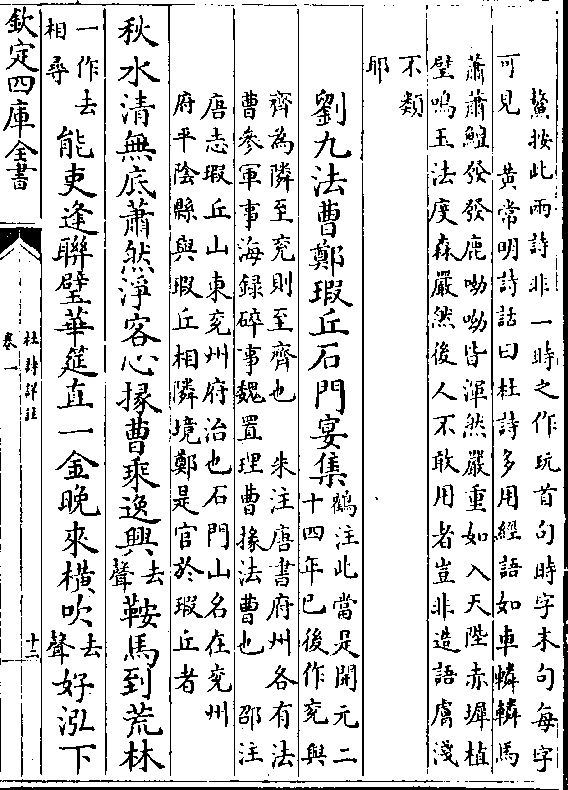 鰲按此兩詩非一時之作玩首句時字末句每字
可見　黄常明詩話曰杜詩多用經語如車轔轔馬
蕭蕭鱣發發鹿呦呦皆渾然嚴重如入天陛赤墀植
璧鳴玉法度森嚴然後人不敢用者豈非造語膚淺
不類
耶
劉九法曹鄭瑕丘石門宴集
鶴注此當是開元二
十四年已後作兖與
齊為隣至兖則至齊也　朱注唐書府州各有法
曹參軍事海録碎事魏置理曹掾法曹也　邵注
唐志瑕丘山東兖州府治也石門山名在兖州
府平陰縣與瑕丘相隣境鄭是官於瑕丘者
秋水清無底蕭然淨客心掾曹乘逸興去聲鞍馬到荒林
一作去
相尋
能吏逢聯璧華筵直一金晚來横吹去聲好泓下
欽定四庫全書
杜詩詳註
卷一
十二